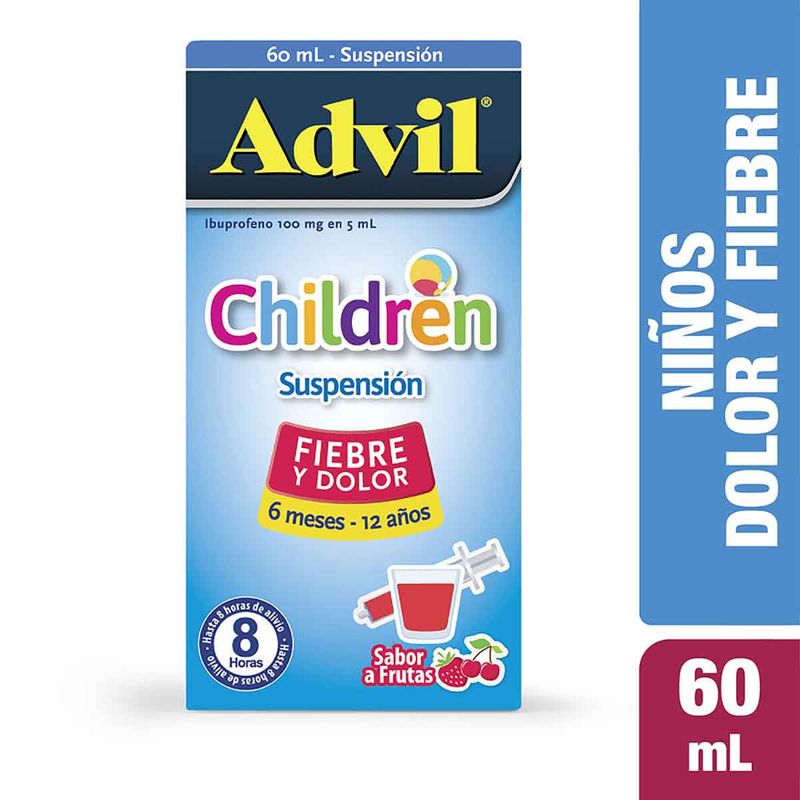 60 mL - Suspensión
Advil®
Ibuprofeno 100 mg en 5 mL
Children
Suspensión
FIEBRE
Y DOLOR
6 meses - 12 años
Hasta 8 horas de alivio - Hasta 8 horas de alivio -
8
Horas
Sabor
a Frutas
NIÑOS
DOLOR Y FIEBRE
60
mL